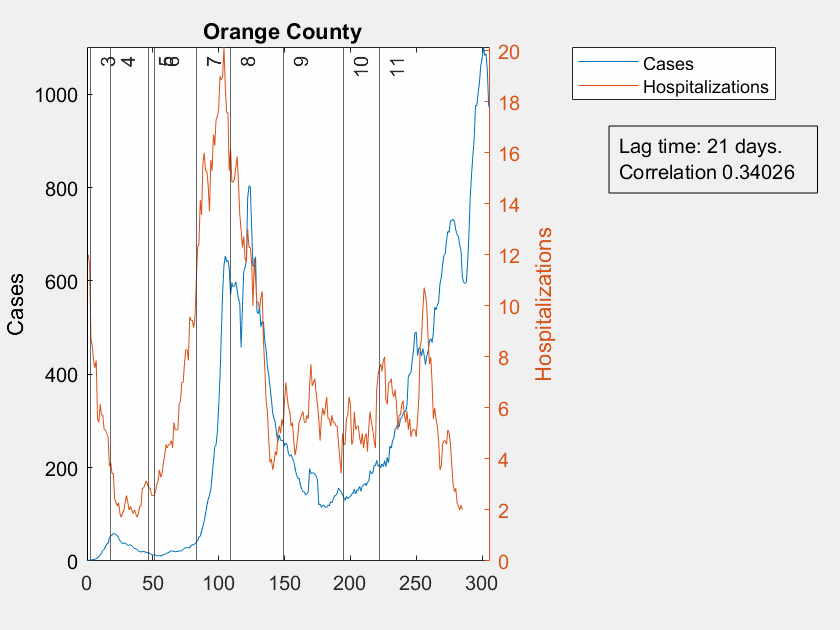 Orange County
3 4 5 6 7 8 9 10 11
Cases
1000
800
600
400
200
0
0 50 100 150 200 250 300
20
18
16
14
12
10
8
6
4
2
0
Hospitalizations
Cases
Hospitalizations
Lag time: 21 days.
Correlation 0.34026